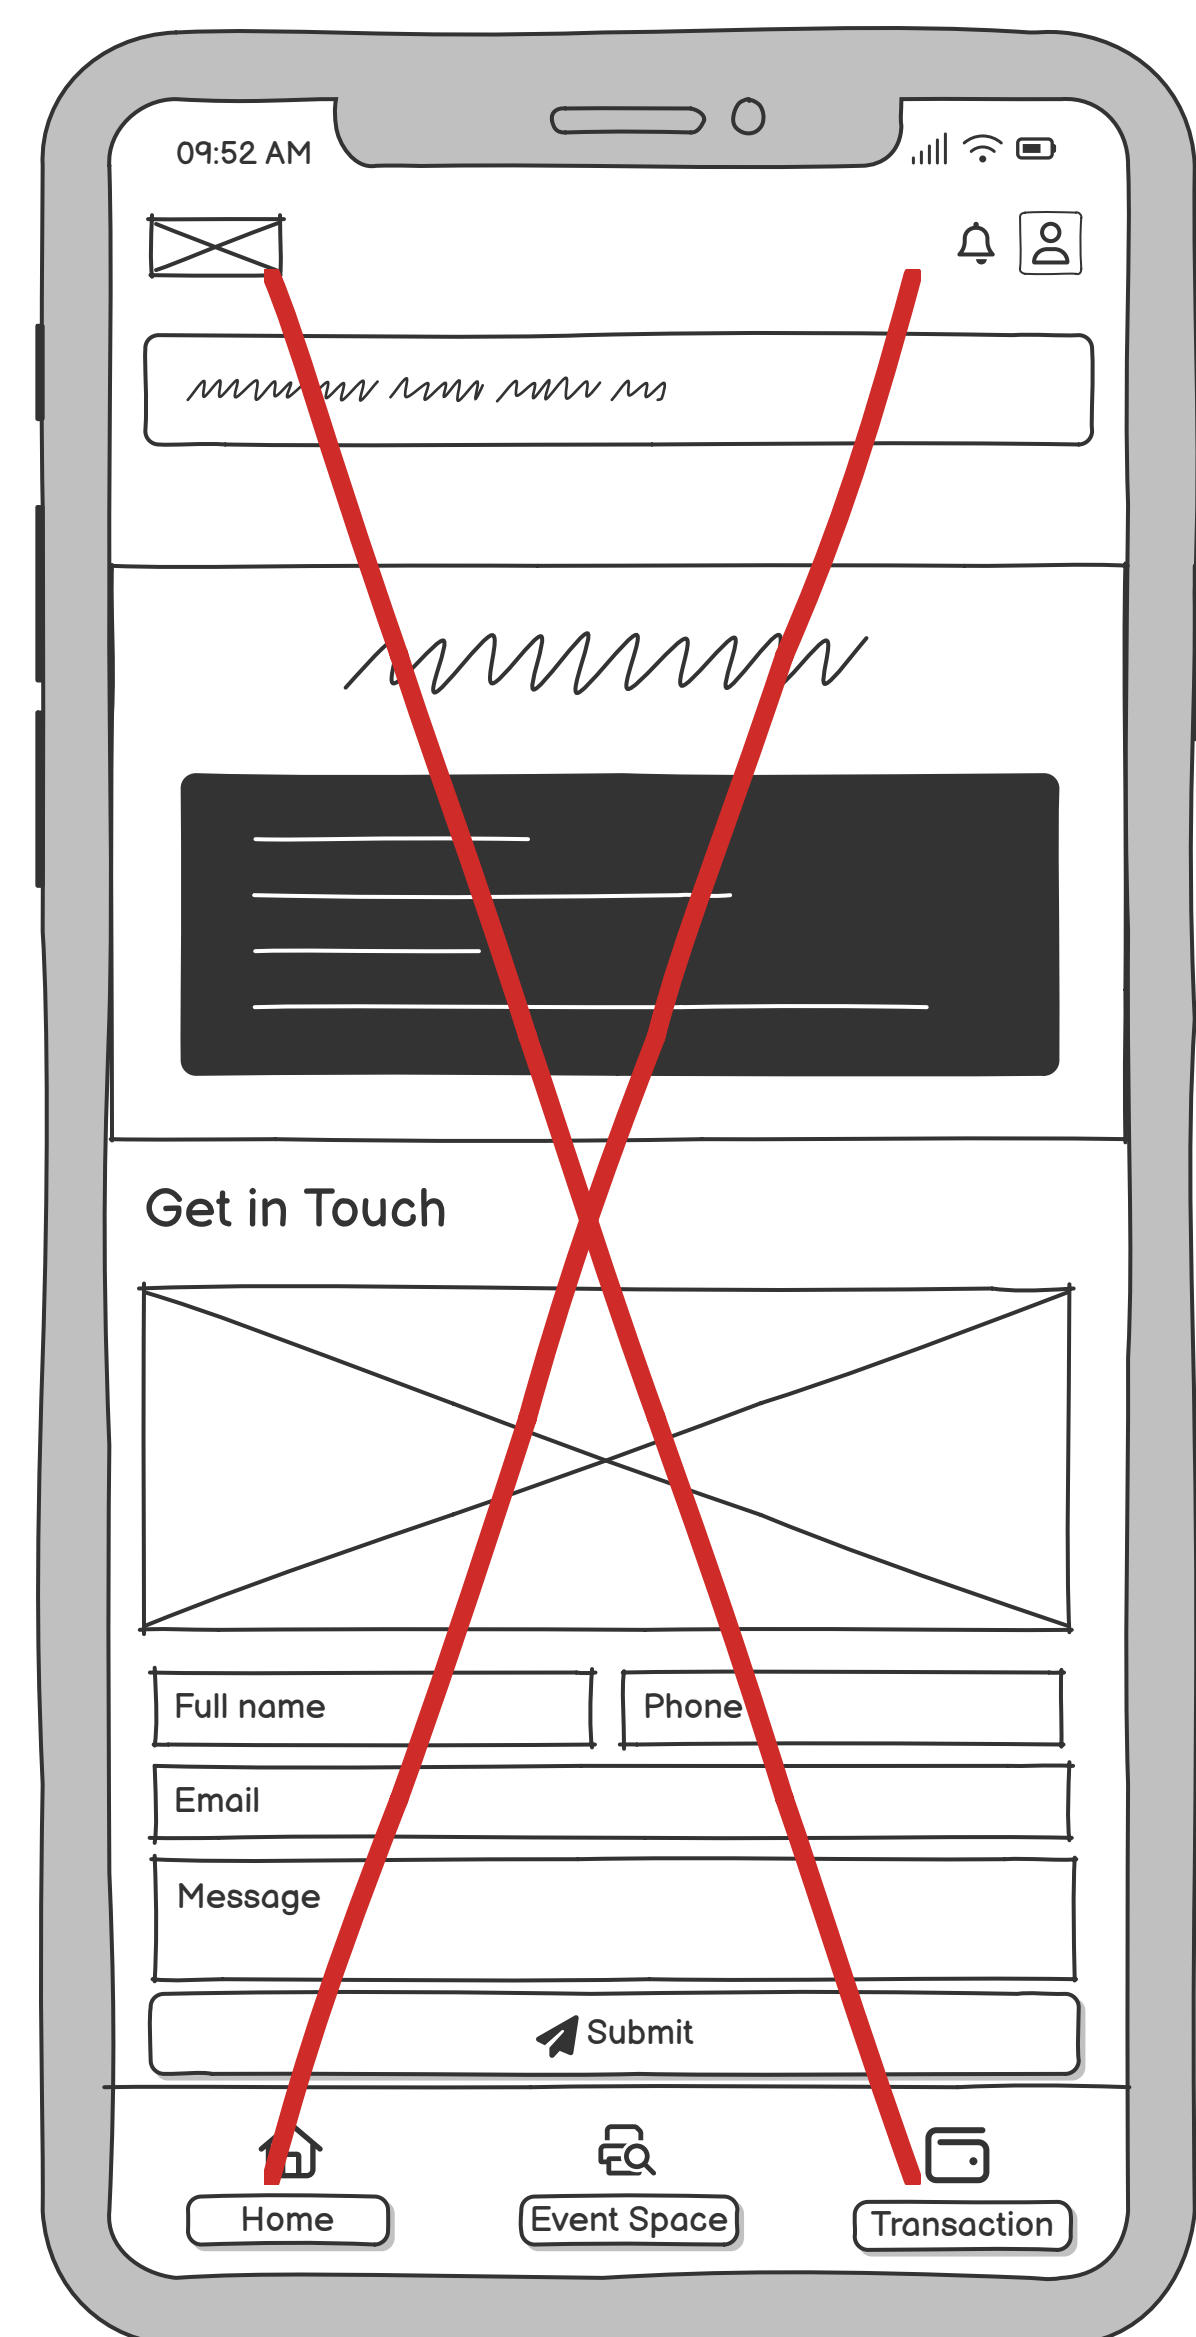 09:52 AM
Get in Touch
Full name
Phone
Email
Message
Submit
Home
Event Space
Transaction